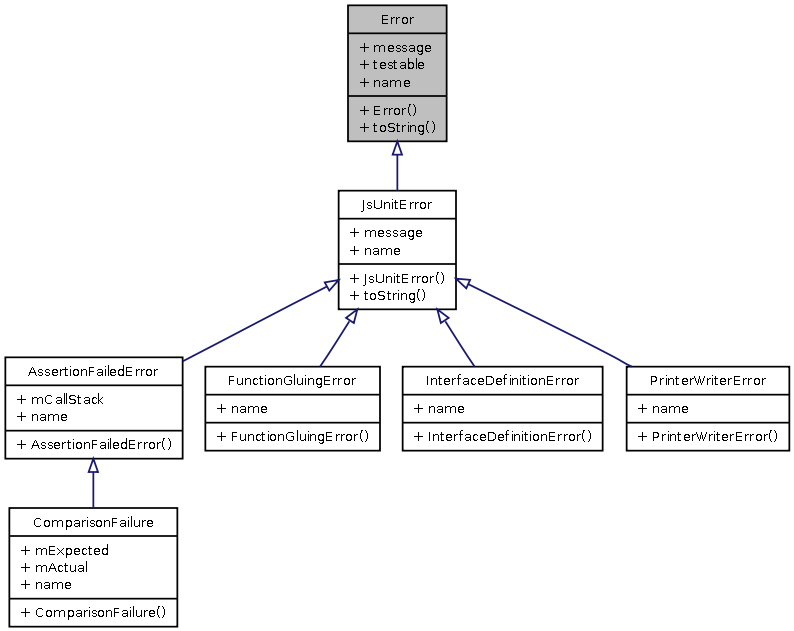 Error
+ message
+ testable
+ name
+ Error()
+ toString()
JsUnitError
+ message
+ name
+ JsUnitError()
+ toString()
AssertionFailedError
+ mCallStack
+ name
+ AssertionFailedError()
FunctionGluingError
+ name
+ FunctionGluingError()
InterfaceDefinitionError
+ name
+ InterfaceDefinitionError()
PrinterWriterError
+ name
+ PrinterWriterError()
ComparisonFailure
+ mExpected
+ mActual
+ name
+ ComparisonFailure()